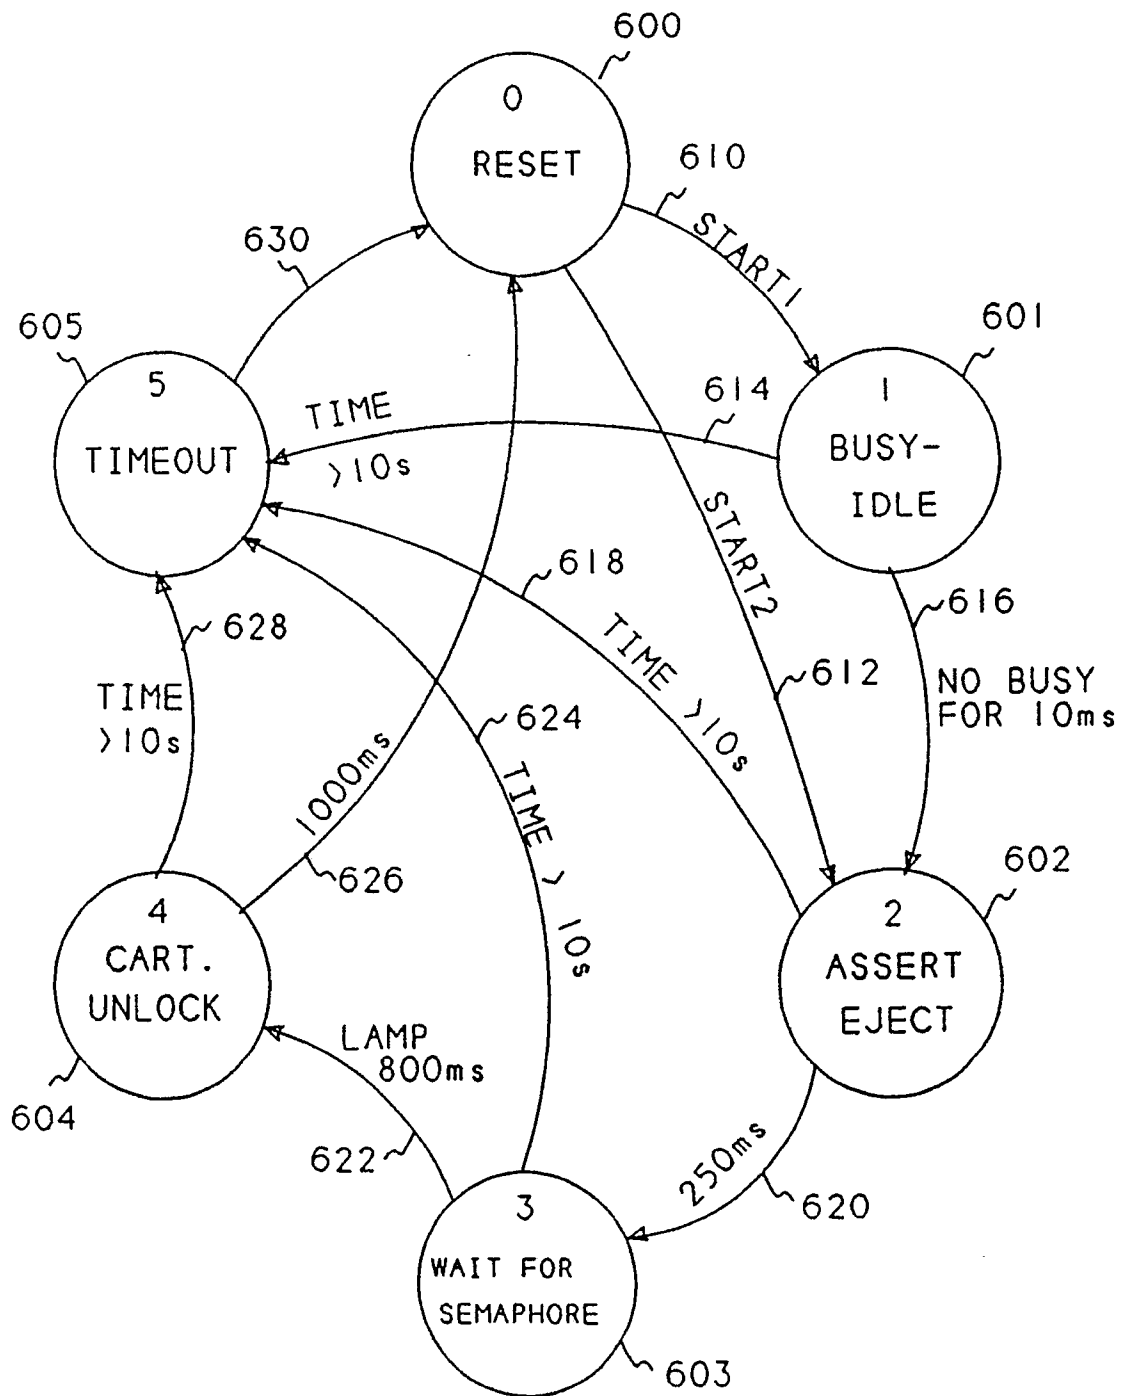 600
0
RESET
610
START1
630
605
601
5
TIMEOUT
TIME
>10s
614
1
BUSY-
IDLE
START2
618
616
628
TIME
>10s
TIME >10s
612
NO BUSY
FOR 10ms
624
TIME > 10s
1000ms
626
602
4
CART.
UNLOCK
2
ASSERT
EJECT
LAMP
800ms
604
622
250ms
620
3
WAIT FOR
SEMAPHORE
603